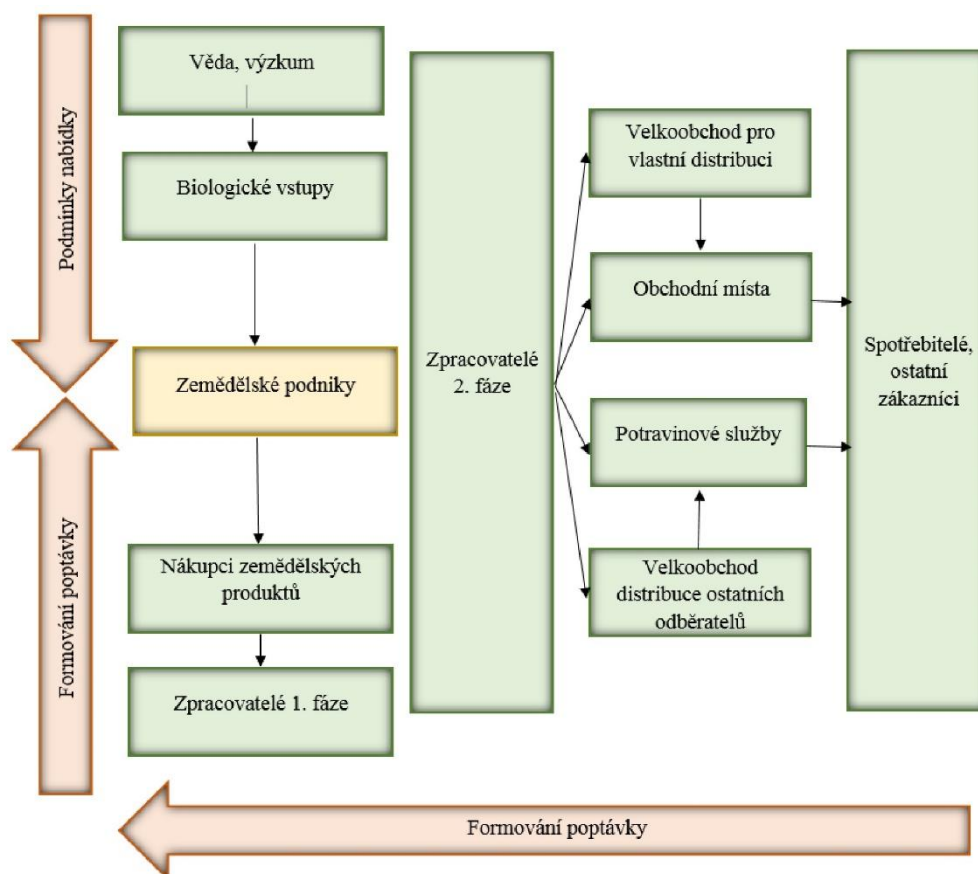 Podmínky nabídky
Formování poptávky
Věda, výzkum
Biologické vstupy
Zemědělské podniky
Nákupci zemědělských
produktů
Zpracovatelé 1. fáze
Zpracovatelé
2. fáze
Velkoobchod pro
vlastní distribuci
Obchodní místa
Potravinové služby
Velkoobchod
distribuce ostatních
odběratelů
Spotřebitelé,
ostatní
zákazníci
Formování poptávky